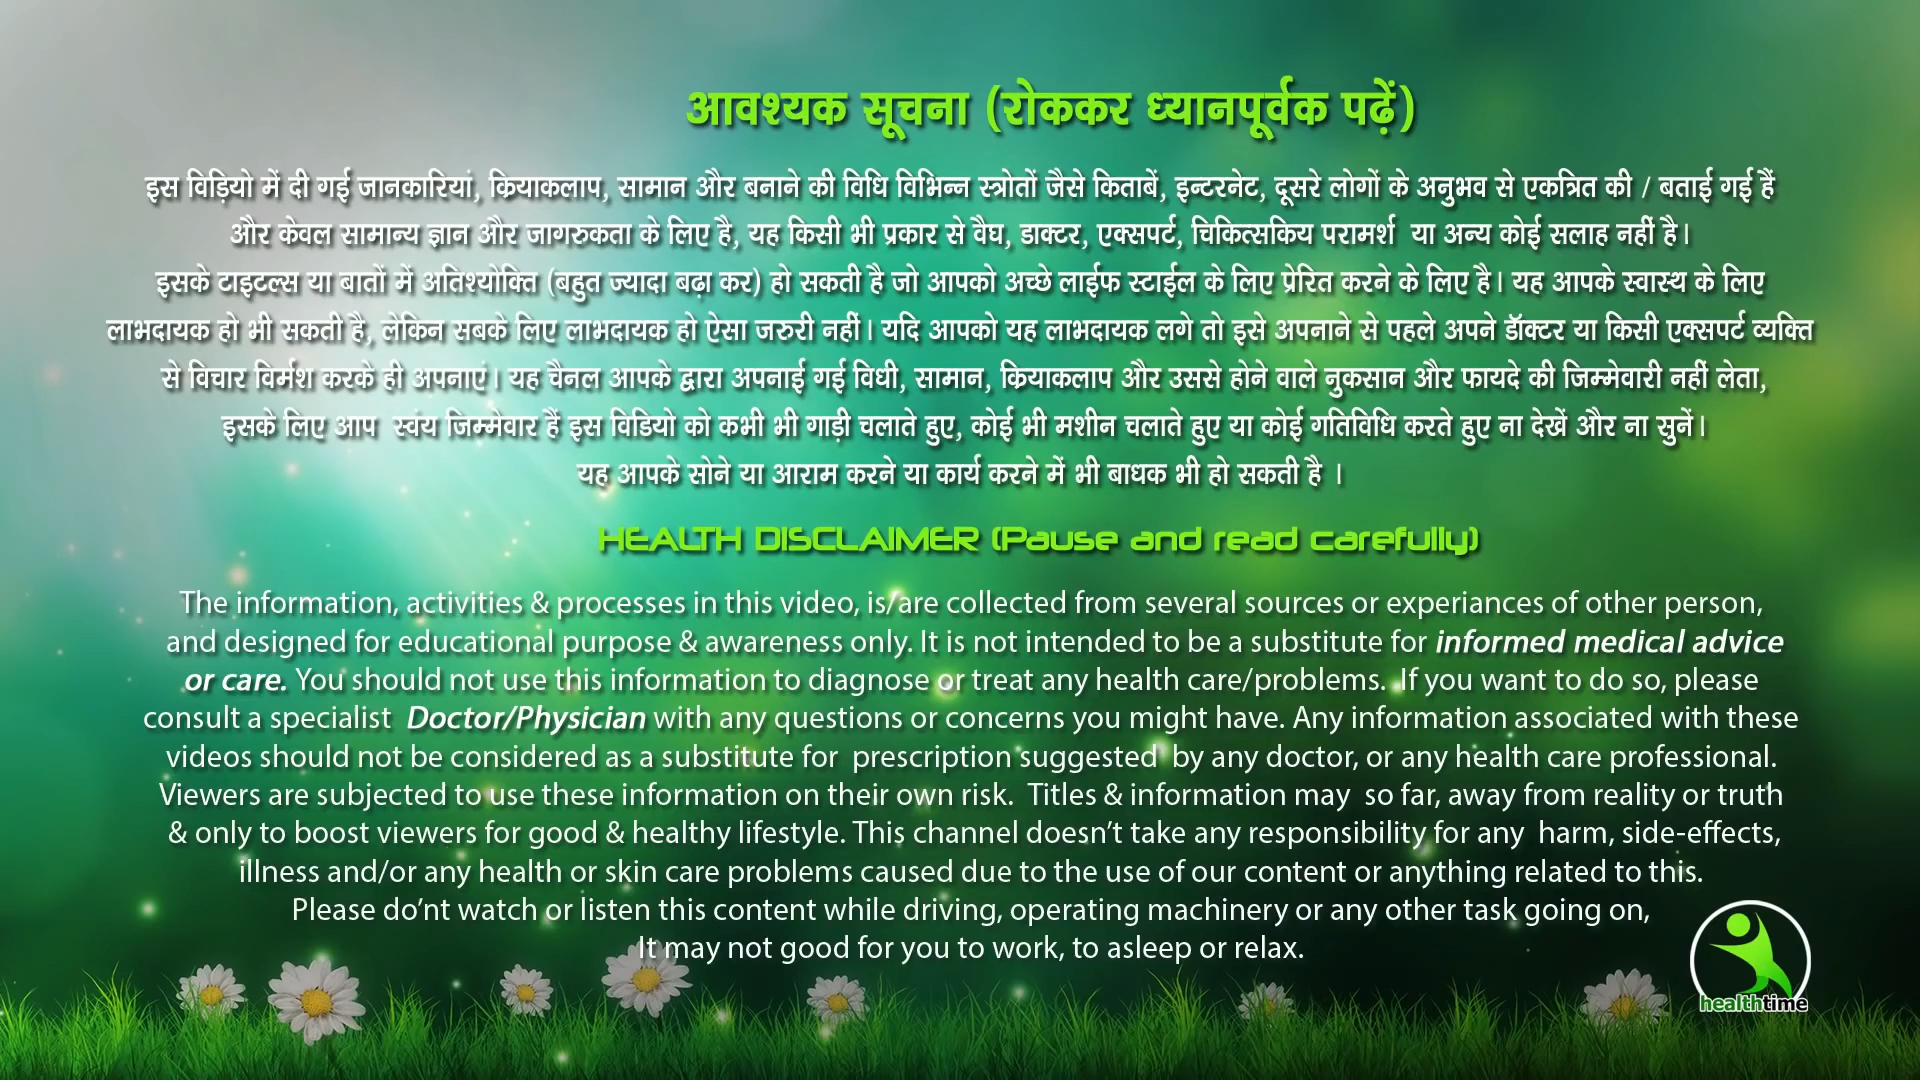 आवश्यक सूचना (रोककर ध्यानपूर्वक पढ़ें)
इस विड़ियो में दी गई जानकारियां, क्रियाकलाप, सामान और बनाने की विधि विभिन्न स्त्रोतों जैसे किताबें, इन्टरनेट, दूसरे लोगों के अनुभव से एकत्रित की / बताई गई हैं
और केवल सामान्य ज्ञान और जागरुकता के लिए है, यह किसी भी प्रकार से वैघ, डाक्टर, एक्सपर्ट, चिकित्सकिय परामर्श या अन्य कोई सलाह नहीं है।
इसके टाइटल्स या बातों में अतिश्योक्ति (बहुत ज्यादा बढ़ा कर) हो सकती है जो आपको अच्छे लाईफ स्टाईल के लिए प्रेरित करने के लिए है। यह आपके स्वास्थ के लिए
लाभदायक हो भी सकती है, लेकिन सबके लिए लाभदायक हो ऐसा जरुरी नहीं। यदि आपको यह लाभदायक लगे तो इसे अपनाने से पहले अपने डॉक्टर या किसी एक्सपर्ट व्यक्ति
से विचार विर्मश करके ही अपनाएं। यह चैनल आपके द्वारा अपनाई गई विधी, सामान, क्रियाकलाप और उससे होने वाले नुकसान और फायदे की जिम्मेवारी नहीं लेता,
इसके लिए आप स्वंय जिम्मेवार हैं इस विडियो को कभी भी गाड़ी चलाते हुए, कोई भी मशीन चलाते हुए या कोई गतिविधि करते हुए ना देखें और ना सुनें।
यह आपके सोने या आराम करने या कार्य करने में भी बाधक भी हो सकती है ।
HEALTH DISCLAIMER (Pause and read carefully)
The information, activities & processes in this video, is/are collected from several sources or experiances of other person,
and designed for educational purpose & awareness only. It is not intended to be a substitute for informed medical advice
or care. You should not use this information to diagnose or treat any health care/problems. If you want to do so, please
consult a specialist Doctor/Physician with any questions or concerns you might have. Any information associated with these
videos should not be considered as a substitute for prescription suggested by any doctor, or any health care professional.
Viewers are subjected to use these information on their own risk. Titles & information may so far, away from reality or truth
& only to boost viewers for good & healthy lifestyle. This channel doesn't take any responsibility for any harm, side-effects,
illness and/or any health or skin care problems caused due to the use of our content or anything related to this.
Please do'nt watch or listen this content while driving, operating machinery or any other task going on,
It may not good for you to work, to asleep or relax.
healthtime